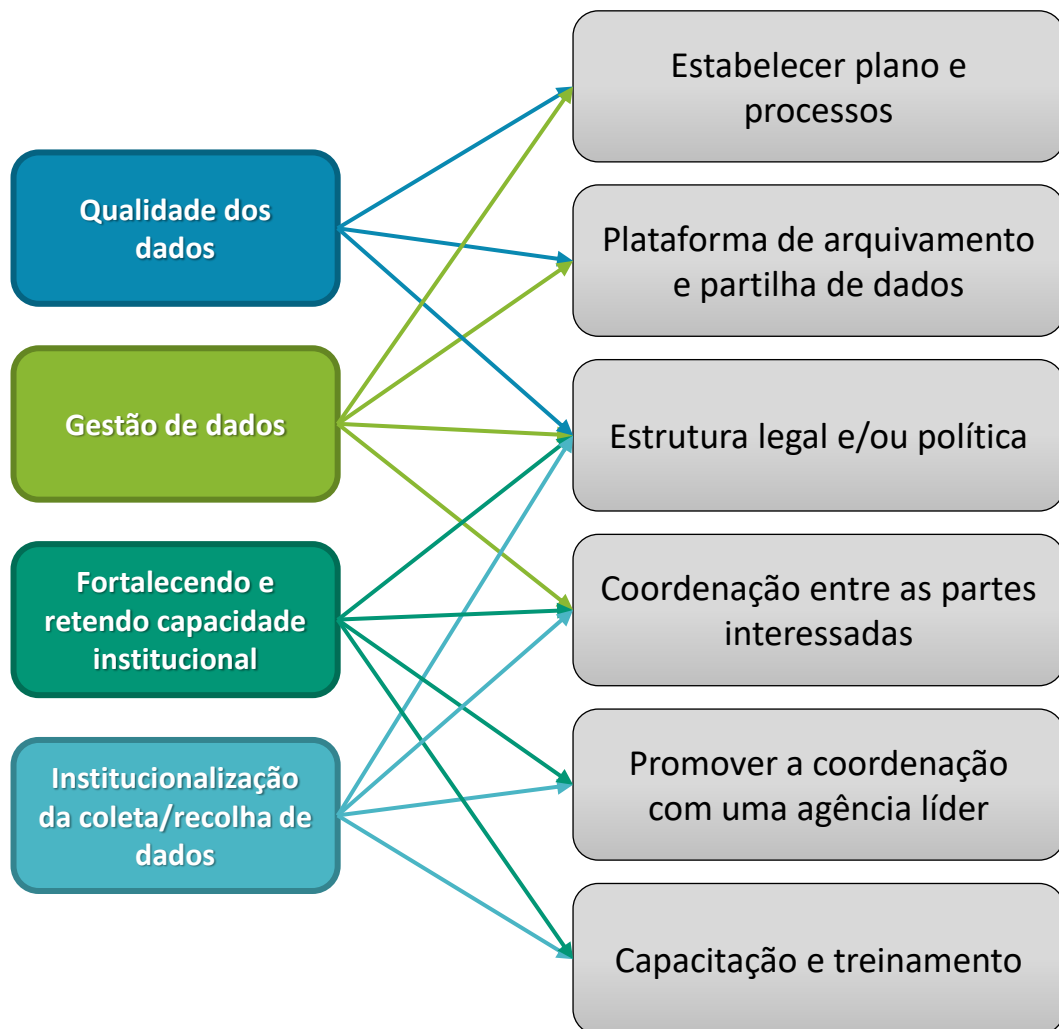 Qualidade dos
dados
Gestão de dados
Fortalecendo e
retendo capacidade
institucional
Institucionalização
da coleta/recolha de
dados
Estabelecer plano e
processos
Plataforma de arquivamento
e partilha de dados
Estrutura legal e/ou política
Coordenação entre as partes
interessadas
Promover a coordenação
com uma agência líder
Capacitação e treinamento